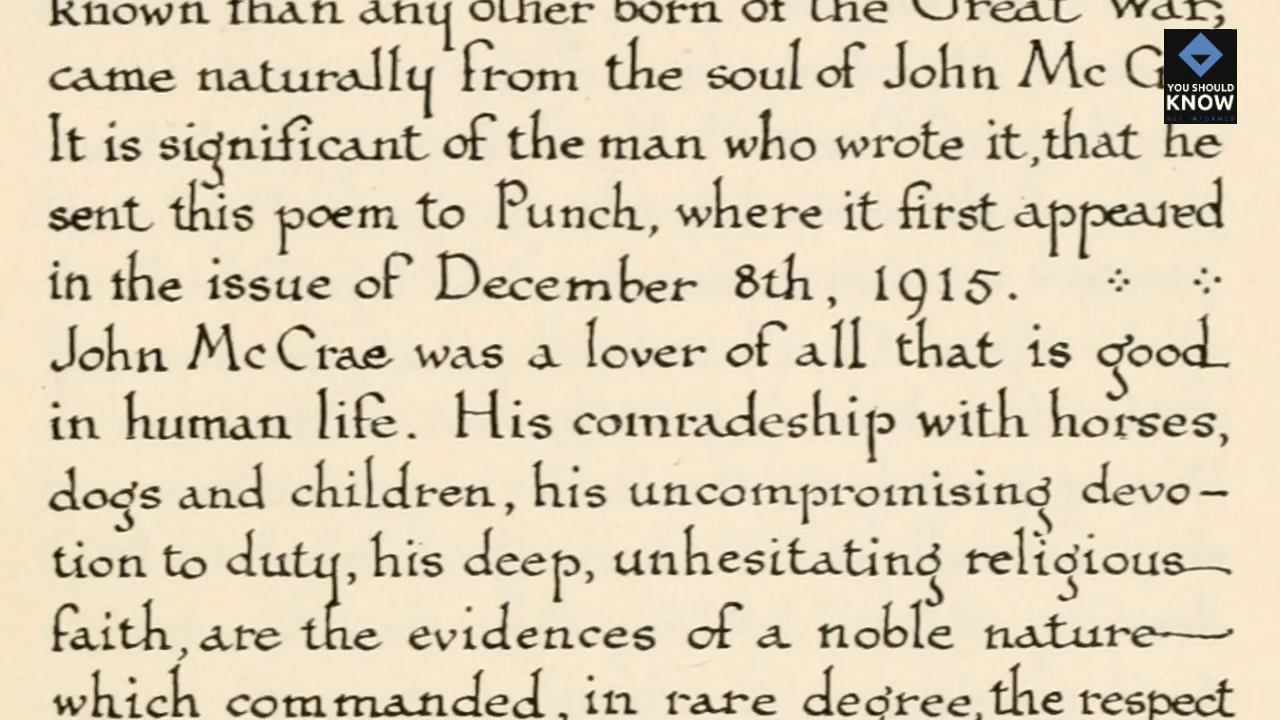 known than any other born of the Great War,
came naturally from the soul of John Mc
It is significant of the man who wrote it, that he
sent this poem to Punch, where it first appeared
in the issue of December 8th, 1915.
John McCrae was a lover of all that is good
in human life. His comradeship with horses,
dogs and children, his uncompromising devo-
tion to duty, his deep, unhesitating religious
faith, are the evidences of a noble nature
which commanded, in rare degree, the respect
YOU SHOULD
KNOW
GET INFORMED